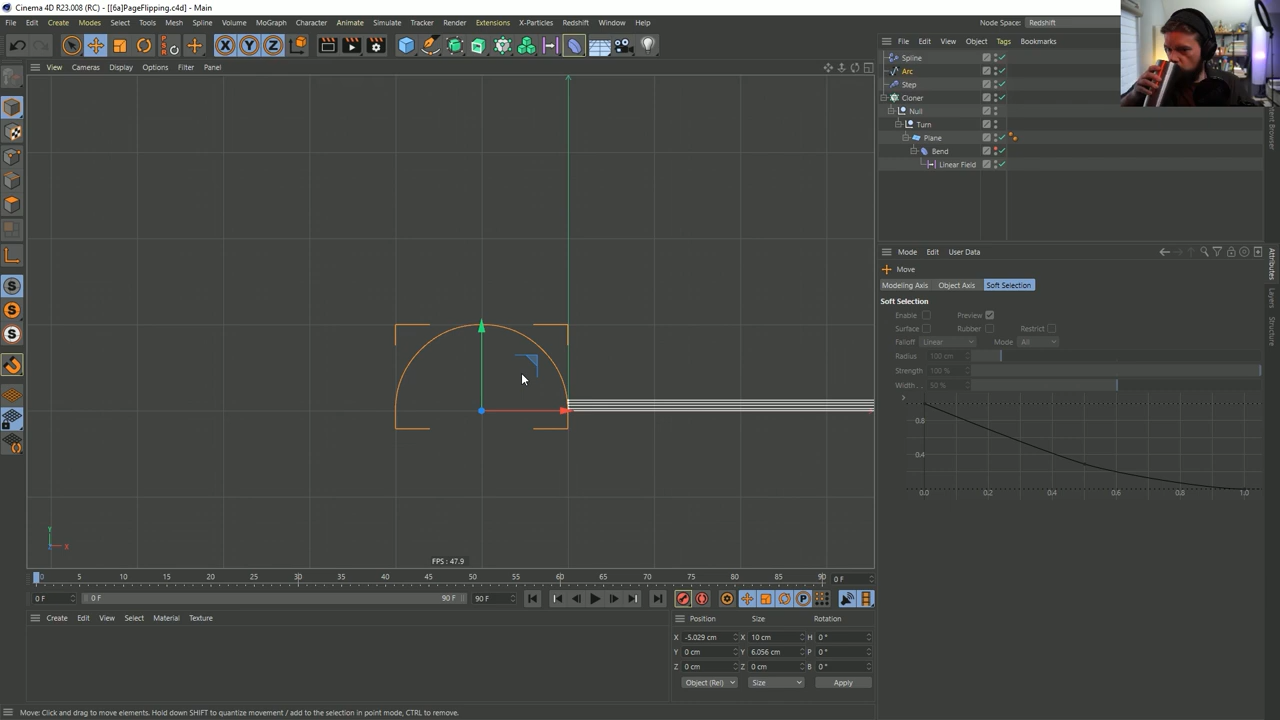 Cinema 4D R23.008 (RC) - [[6a]PageFlipping.c4d] - Main
File Edit Create Modes Select Tools Mesh Spline Volume MoGraph Character Animate Simulate Tracker Render Extensions X-Particles Redshift Window Help Node Space: Redshift
View Cameras Display Options Filter Panel
File Edit View Object Tags Bookmarks
Spline
Arc
Step
Cloner
Null
Turn
Plane
Bend
Linear Field
Content Browser
Mode Edit User Data
Move
Modeling Axis Object Axis Soft Selection
Soft Selection
Enable Preview
Surface Rubber Restrict
Falloff Linear Mode All
Radius 100 cm
Strength 100 %
Width 50 %
0.8
0.4
0.0 0.2 0.4 0.6 0.8 1.0
Attributes
Layers
Structure
Y
Z X
FPS : 47.9
0 5 10 15 20 25 30 35 40 45 50 55 60 65 70 75 80 85 90 0 F
0 F 0 F 90 F 90 F
Create Edit View Select Material Texture
Position Size Rotation
X -5.029 cm X 10 cm H 0 °
Y 0 cm Y 6.056 cm P 0 °
Z 0 cm Z 0 cm B 0 °
Object (Rel) Size Apply
Move: Click and drag to move elements. Hold down SHIFT to quantize movement / add to the selection in point mode, CTRL to remove.